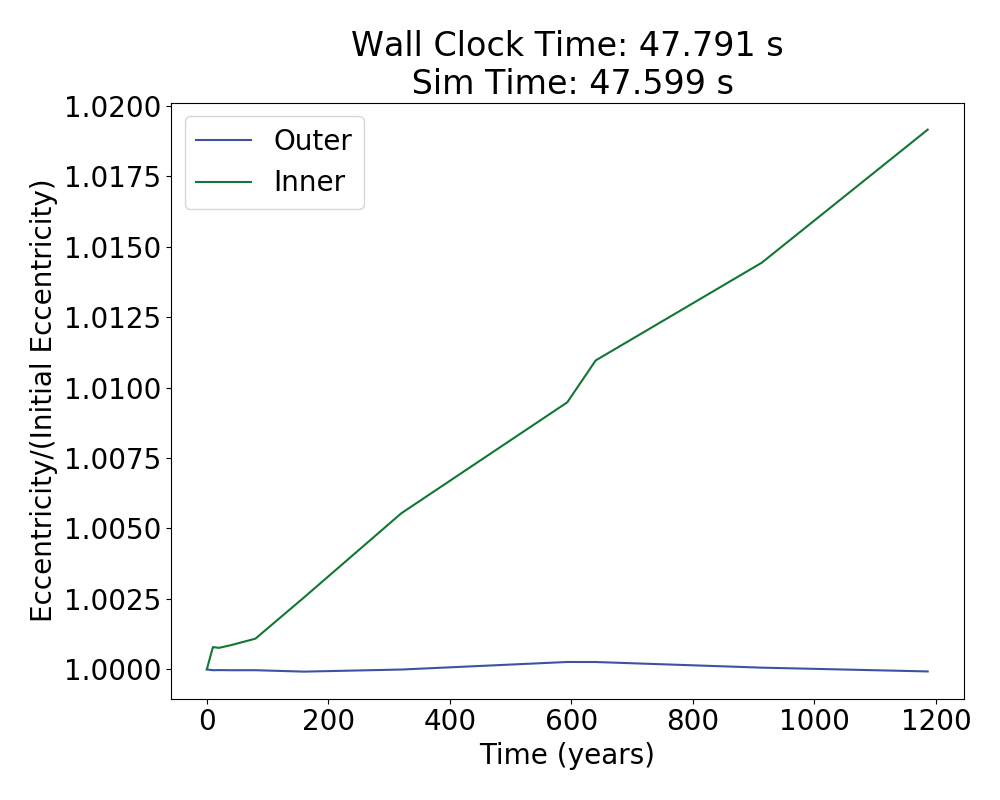 Wall Clock Time: 47.791 s
Sim Time: 47.599 s
Outer
Inner
Eccentricity/(Initial Eccentricity)
1.0200
1.0175
1.0150
1.0125
1.0100
1.0075
1.0050
1.0025
1.0000
0 200 400 600 800 1000 1200
Time (years)